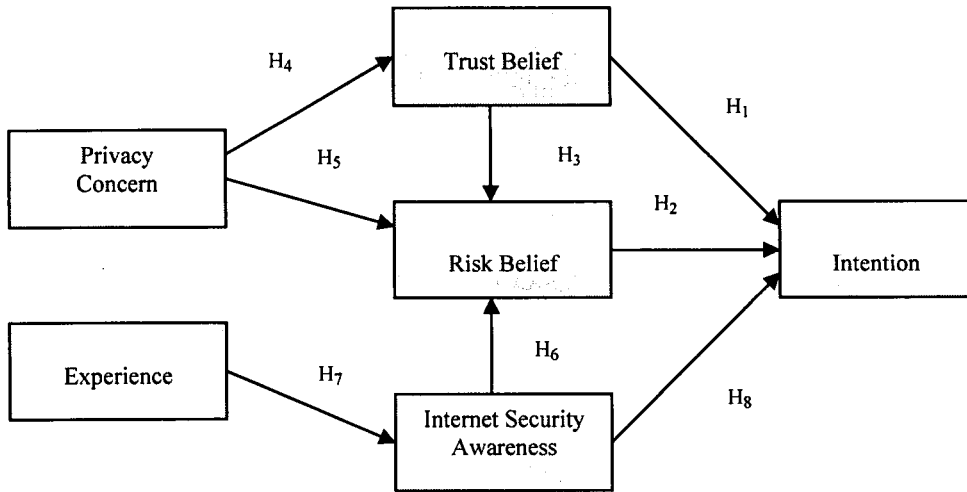 H4
Trust Belief
H1
Privacy
Concern
H5
H3
H2
Risk Belief
Intention
Experience
H7
H6
Internet Security
Awareness
H8